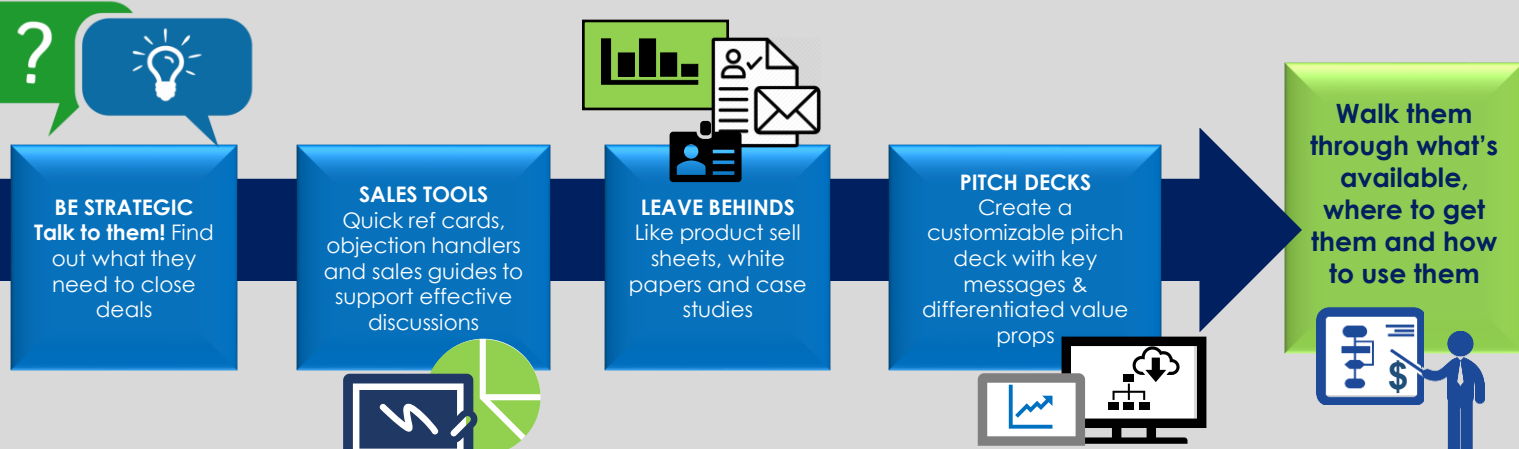 ?
BE STRATEGIC
Talk to them! Find
out what they
need to close
deals
SALES TOOLS
Quick ref cards,
objection handlers
and sales guides to
support effective
discussions
LEAVE BEHINDS
Like product sell
sheets, white
papers and case
studies
PITCH DECKS
Create a
customizable pitch
deck with key
messages &
differentiated value
props
Walk them
through what's
available,
where to get
them and how
to use them
$